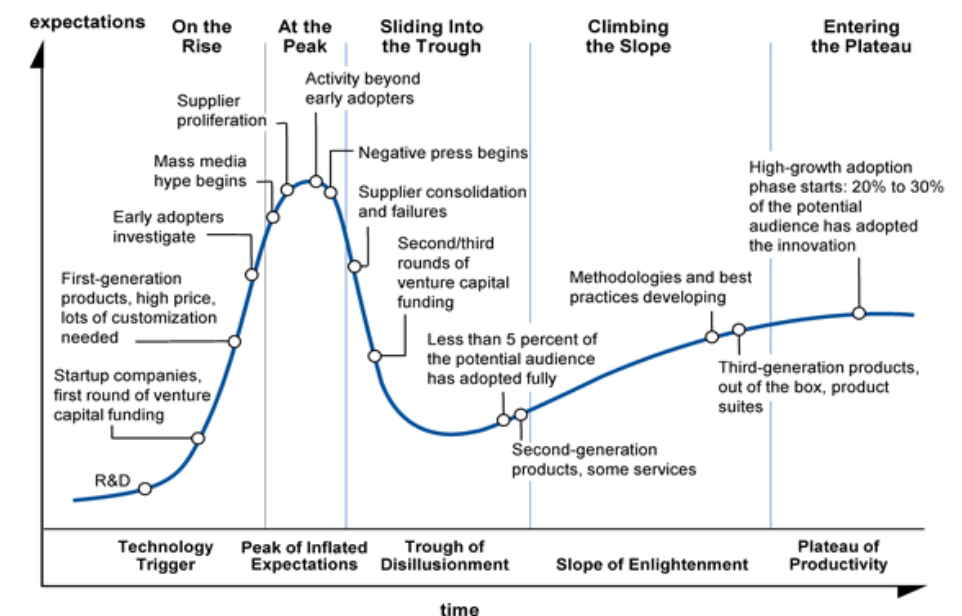 expectations
On the
Rise
At the
Peak
Sliding Into
the Trough
Climbing
the Slope
Entering
the Plateau
Activity beyond
early adopters
Supplier
proliferation
Negative press begins
Mass media
hype begins
High-growth adoption
phase starts: 20% to 30%
of the potential
audience has adopted
the innovation
Supplier consolidation
and failures
Early adopters
investigate
Second/third
rounds of
venture capital
funding
First-generation
products, high price,
lots of customization
needed
Methodologies and best
practices developing
Less than 5 percent of
the potential audience
has adopted fully
Startup companies,
first round of venture
capital funding
Third-generation products,
out of the box, product
suites
Second-generation
products, some services
R&D
Technology
Trigger
Peak of Inflated
Expectations
Trough of
Disillusionment
Slope of Enlightenment
Plateau of
Productivity
time